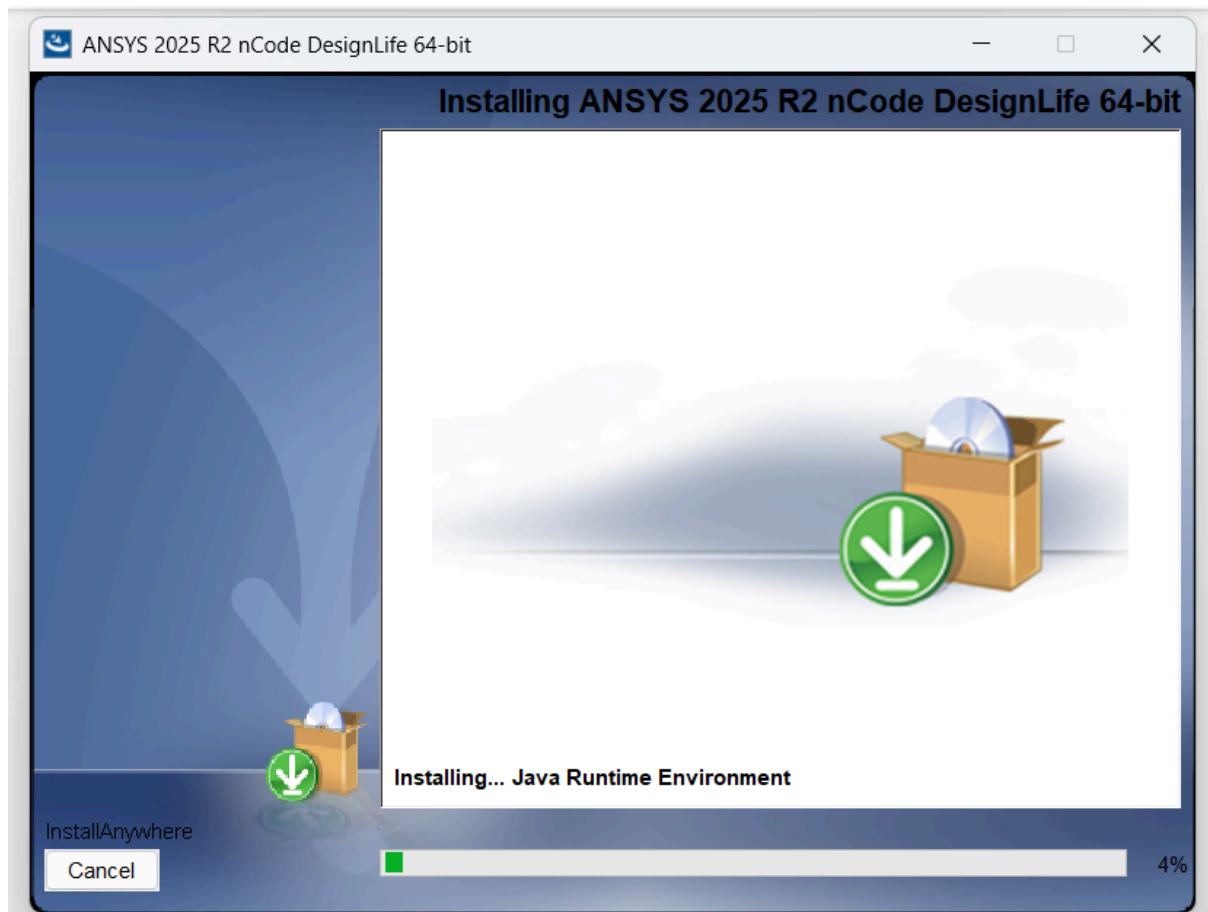 ANSYS 2025 R2 nCode DesignLife 64-bit
Installing ANSYS 2025 R2 nCode DesignLife 64-bit
Installing... Java Runtime Environment
InstallAnywhere
Cancel
4%